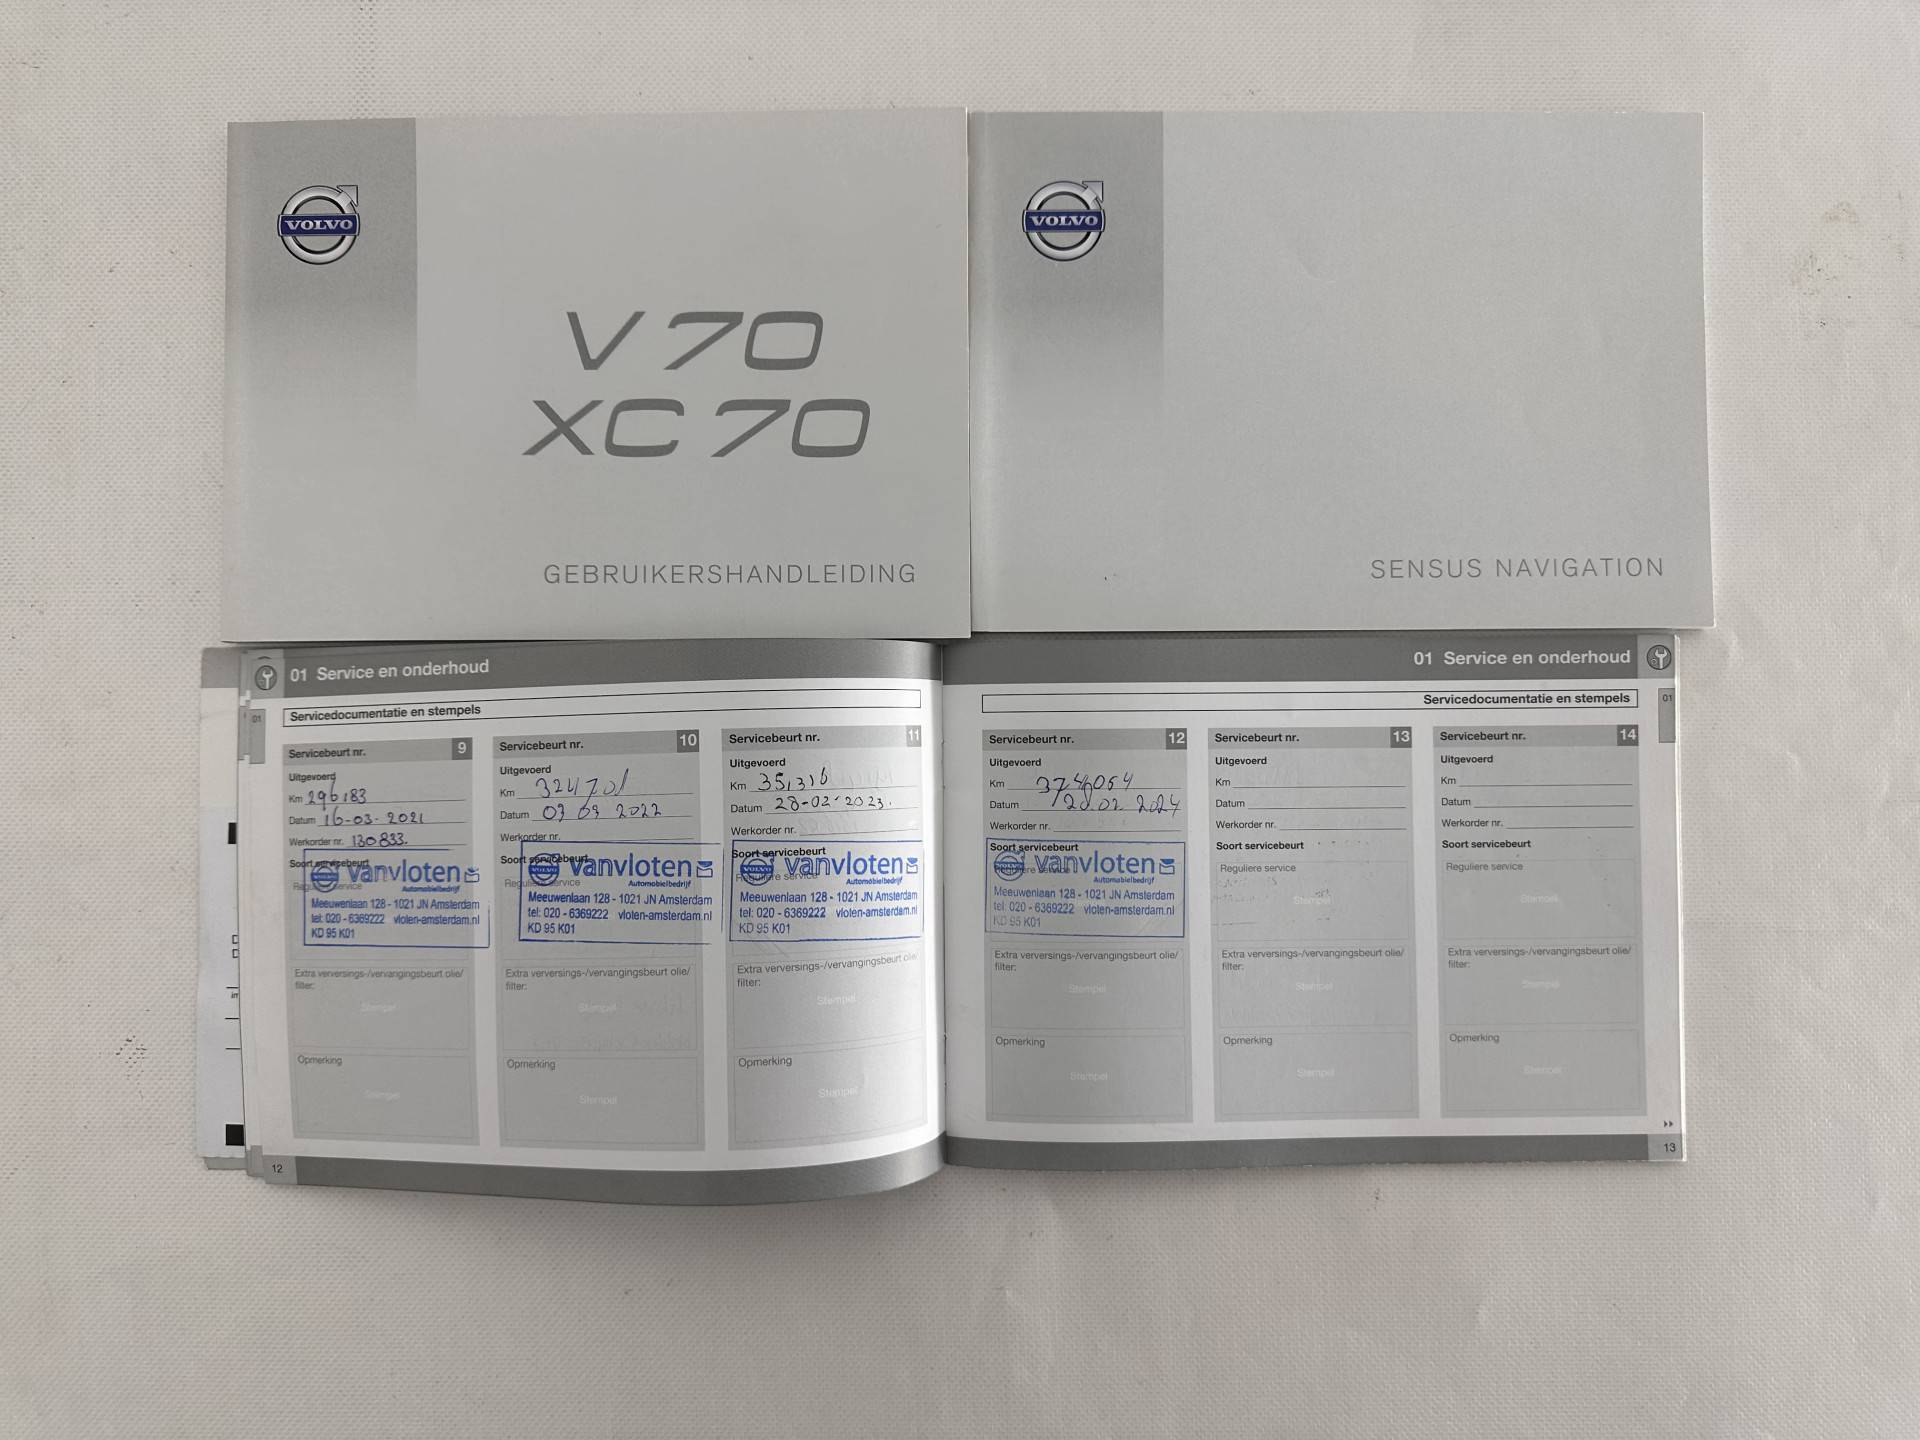 VOLVO
V 70
XC 70
GEBRUIKERSHANDLEIDING
VOLVO
SENSUS NAVIGATION
01 Service en onderhoud
01
Servicedocumentatie en stempels
Servicebeurt nr. 9
Uitgevoerd
Km 296183
Datum 16-03-2021
Werkorder nr. 130833.
Soort servicebeurt
Reguliere service
vanvloten
Automobielbedrijf
Meeuwenlaan 128 - 1021 JN Amsterdam
tel: 020 - 6369222 vloten-amsterdam.nl
KD 95 K01
Extra verversings-/vervangingsbeurt olie/
filter:
Stempel
Opmerking
Stempel
12
Servicebeurt nr. 10
Uitgevoerd
Km 324701
Datum 03 2022
Werkorder nr.
Soort servicebeurt
Reguliere service
VOLVO vanvloten
Automobielbedrijf
Meeuwenlaan 128 - 1021 JN Amsterdam
tel: 020 - 6369222 vloten-amsterdam.nl
KD 95 K01
Extra verversings-/vervangingsbeurt olie/
filter:
Stempel
Opmerking
Stempel
Servicebeurt nr. 11
Uitgevoerd
Km
Datum 28-02-2023.
Werkorder nr.
Soort servicebeurt
Reguliere service
VOLVO vanvloten
Automobielbedrijf
Meeuwenlaan 128 - 1021 JN Amsterdam
tel: 020 - 6369222 vloten-amsterdam.nl
KD 95 K01
Extra verversings-/vervangingsbeurt olie/
filter:
Stempel
Opmerking
Stempel
01 Service en onderhoud
Servicedocumentatie en stempels
01
Servicebeurt nr. 12
Uitgevoerd
Km
Datum 02 2024
Werkorder nr.
Soort servicebeurt
Reguliere service
vanvloten
Automobielbedrijf
Meeuwenlaan 128 - 1021 JN Amsterdam
tel: 020 - 6369222 vloten-amsterdam.nl
KD 95 K01
Extra verversings-/vervangingsbeurt olie/
filter:
Stempel
Opmerking
Stempel
Servicebeurt nr. 13
Uitgevoerd
Km
Datum
Werkorder nr.
Soort servicebeurt
Reguliere service
Stempel
Extra verversings-/vervangingsbeurt olie/
filter:
Stempel
Opmerking
Stempel
Servicebeurt nr. 14
Uitgevoerd
Km
Datum
Werkorder nr.
Soort servicebeurt
Reguliere service
Stempel
Extra verversings-/vervangingsbeurt olie/
filter:
Stempel
Opmerking
Stempel
13